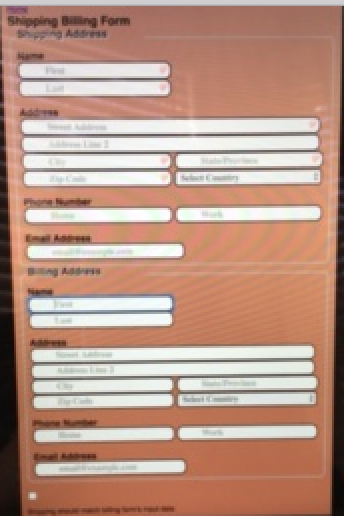 Home
Shipping Billing Form
Shipping Address
Name
First
Last
Address
Street Address
Address Line 2
City State/Province
Zip Code Select Country
Phone Number
Home Work
Email Address
email@example.com
Billing Address
Name
First
Last
Address
Street Address
Address Line 2
City State/Province
Zip Code Select Country
Phone Number
Home Work
Email Address
email@example.com
Shipping should match billing form's input data